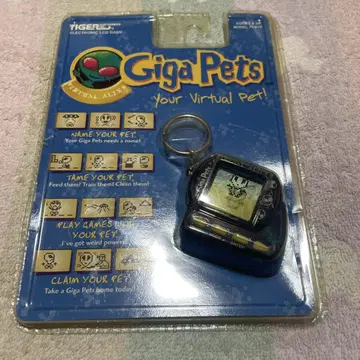 TIGER
ELECTRONIC LCD GAME
Giga Pets
Your Virtual Pet!
VIRTUAL ALIEN
NAME YOUR PET
Your Giga Pets needs a name!
TAME YOUR PET
Feed them! Train them! Clean them!
PLAY GAMES WITH
YOUR PET
I've got weird powers
CLAIM YOUR PET
Take a Giga Pets home today!
Giga Pets